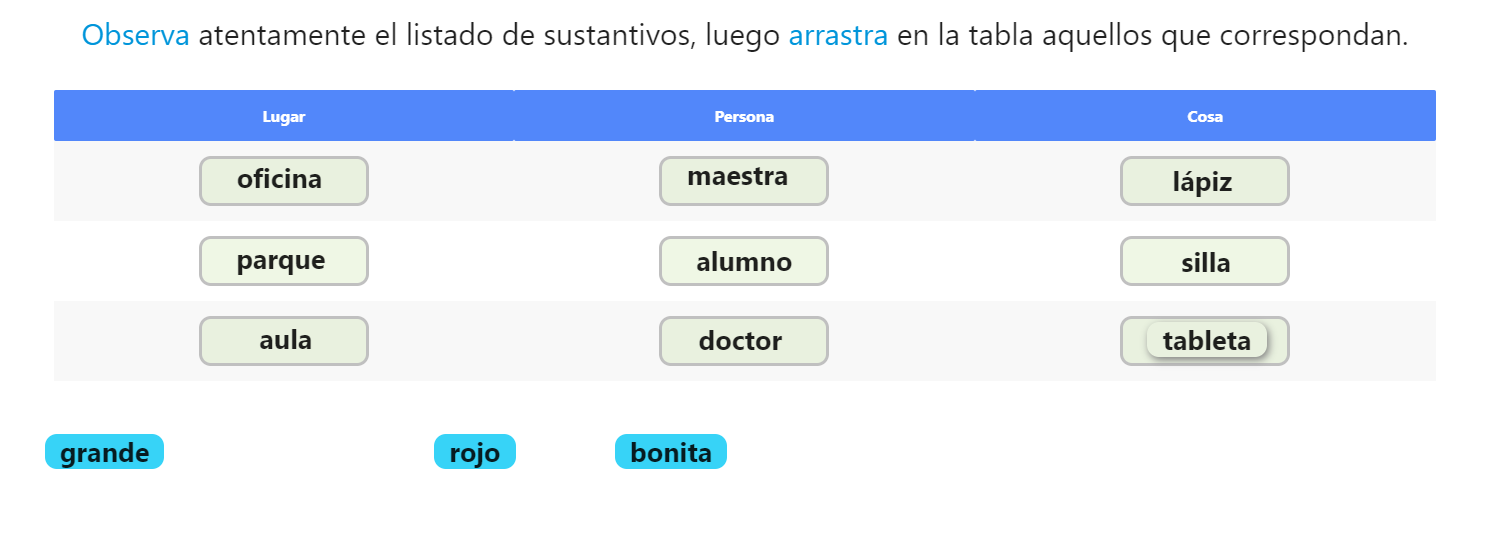 Observa atentamente el listado de sustantivos, luego arrastra en la tabla aquellos que correspondan.
Lugar Persona Cosa
oficina maestra lápiz
parque alumno silla
aula doctor tableta
grande rojo bonita